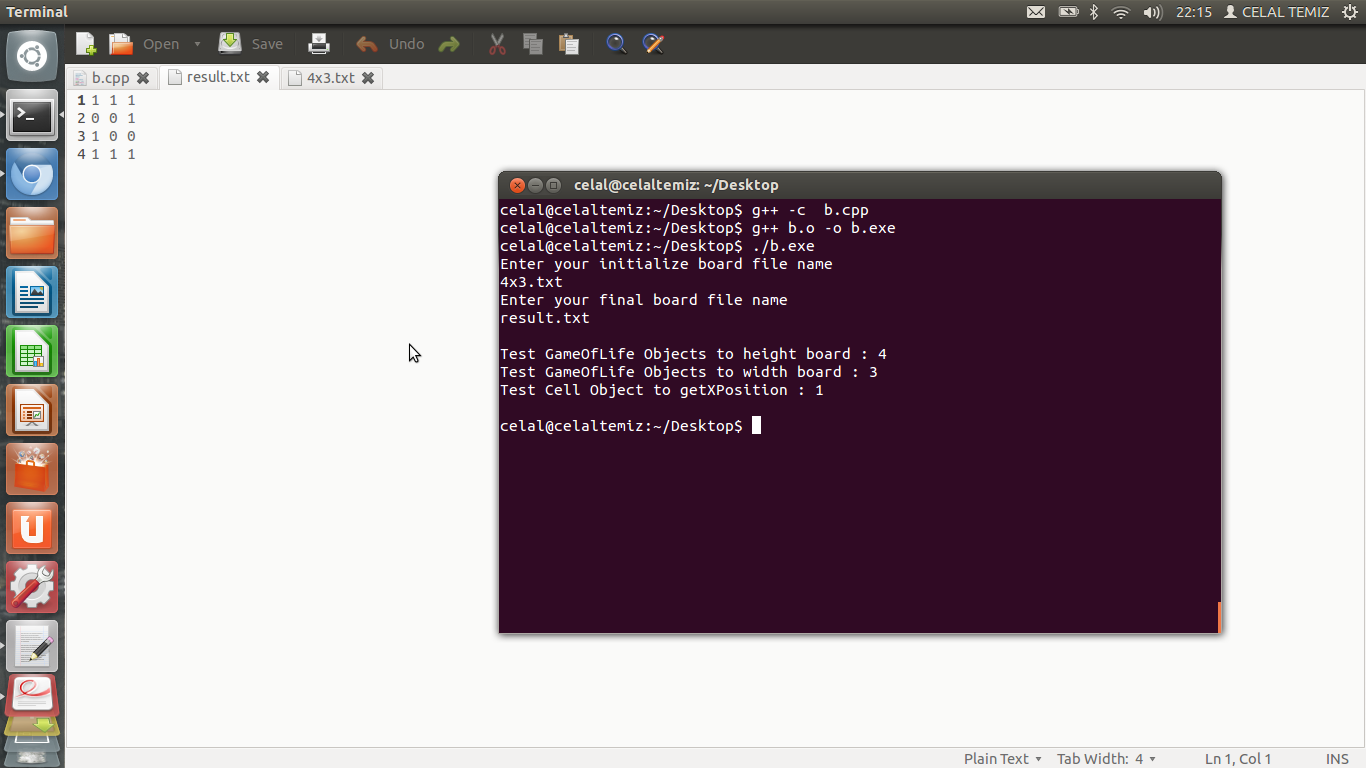 Terminal
22:15 CELAL TEMIZ
Open Save Undo
b.cpp result.txt 4x3.txt
1 1 1 1
2 0 0 1
3 1 0 0
4 1 1 1
celal@celaltemiz: ~/Desktop
celal@celaltemiz:~/Desktop$ g++ -c  b.cpp
celal@celaltemiz:~/Desktop$ g++ b.o -o b.exe
celal@celaltemiz:~/Desktop$ ./b.exe
Enter your initialize board file name
4x3.txt
Enter your final board file name
result.txt
Test GameOfLife Objects to height board : 4
Test GameOfLife Objects to width board : 3
Test Cell Object to getXPosition : 1
celal@celaltemiz:~/Desktop$
Plain Text Tab Width: 4 Ln 1, Col 1 INS